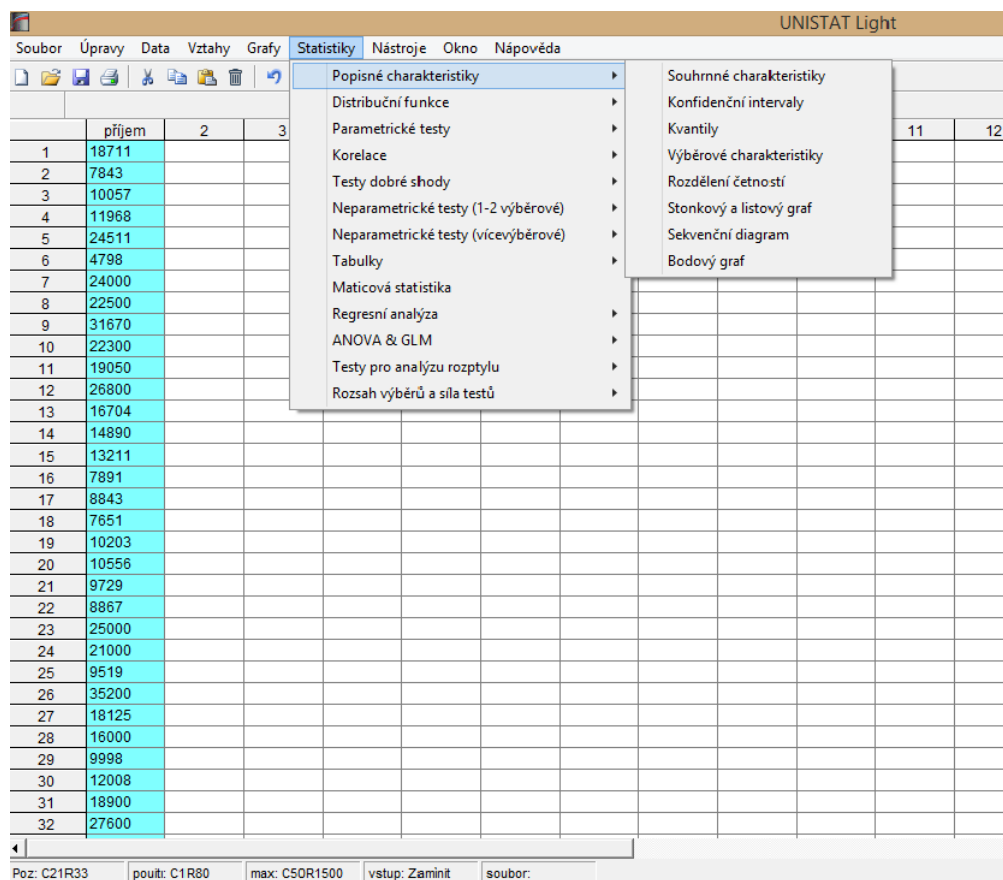 UNISTAT Light
Soubor Úpravy Data Vztahy Grafy Statistiky Nástroje Okno Nápověda
Popisné charakteristiky
Distribuční funkce
Parametrické testy
Korelace
Testy dobré shody
Neparametrické testy (1-2 výběrové)
Neparametrické testy (vícevýběrové)
Tabulky
Maticová statistika
Regresní analýza
ANOVA & GLM
Testy pro analýzu rozptylu
Rozsah výběrů a síla testů
Souhrnné charakteristiky
Konfidenční intervaly
Kvantily
Výběrové charakteristiky
Rozdělení četností
Stonkový a listový graf
Sekvenční diagram
Bodový graf
příjem 2 3 11 12
1 18711
2 7843
3 10057
4 11968
5 24511
6 4798
7 24000
8 22500
9 31670
10 22300
11 19050
12 26800
13 16704
14 14890
15 13211
16 7891
17 8843
18 7651
19 10203
20 10556
21 9729
22 8867
23 25000
24 21000
25 9519
26 35200
27 18125
28 16000
29 9998
30 12008
31 18900
32 27600
Poz: C21R33 pouitı: C1R80 max: C50R1500 vstup: Zamìnit soubor: